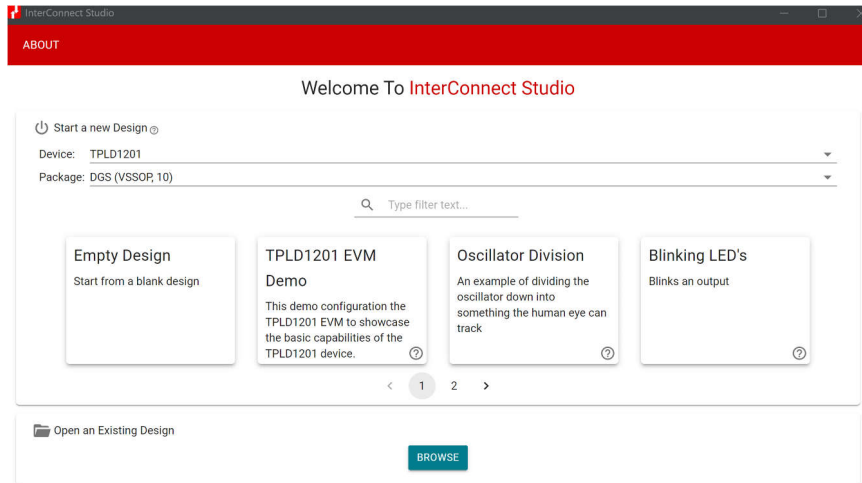 InterConnect Studio
ABOUT
Welcome To InterConnect Studio
Start a new Design
Device: TPLD1201
Package: DGS (VSSOP, 10)
Type filter text...
Empty Design
Start from a blank design
TPLD1201 EVM
Demo
This demo configuration the
TPLD1201 EVM to showcase
the basic capabilities of the
TPLD1201 device.
Oscillator Division
An example of dividing the
oscillator down into
something the human eye can
track
Blinking LED's
Blinks an output
1 2
Open an Existing Design
BROWSE